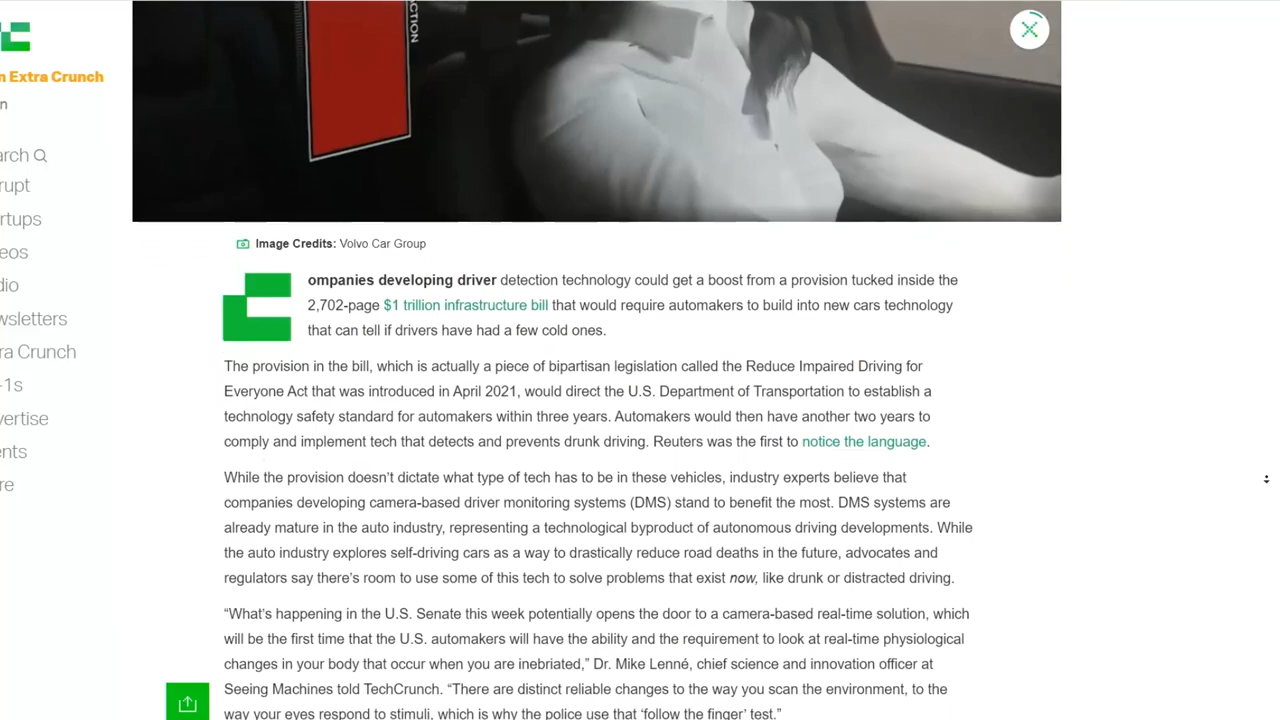 CTION
n Extra Crunch
n
arch
rupt
rtups
eos
dio
wsletters
ra Crunch
-1s
vertise
ents
re
Image Credits: Volvo Car Group
ompanies developing driver detection technology could get a boost from a provision tucked inside the
2,702-page $1 trillion infrastructure bill that would require automakers to build into new cars technology
that can tell if drivers have had a few cold ones.
The provision in the bill, which is actually a piece of bipartisan legislation called the Reduce Impaired Driving for
Everyone Act that was introduced in April 2021, would direct the U.S. Department of Transportation to establish a
technology safety standard for automakers within three years. Automakers would then have another two years to
comply and implement tech that detects and prevents drunk driving. Reuters was the first to notice the language.
While the provision doesn’t dictate what type of tech has to be in these vehicles, industry experts believe that
companies developing camera-based driver monitoring systems (DMS) stand to benefit the most. DMS systems are
already mature in the auto industry, representing a technological byproduct of autonomous driving developments. While
the auto industry explores self-driving cars as a way to drastically reduce road deaths in the future, advocates and
regulators say there’s room to use some of this tech to solve problems that exist now, like drunk or distracted driving.
“What’s happening in the U.S. Senate this week potentially opens the door to a camera-based real-time solution, which
will be the first time that the U.S. automakers will have the ability and the requirement to look at real-time physiological
changes in your body that occur when you are inebriated,” Dr. Mike Lenné, chief science and innovation officer at
Seeing Machines told TechCrunch. “There are distinct reliable changes to the way you scan the environment, to the
way your eyes respond to stimuli, which is why the police use that ‘follow the finger’ test.”